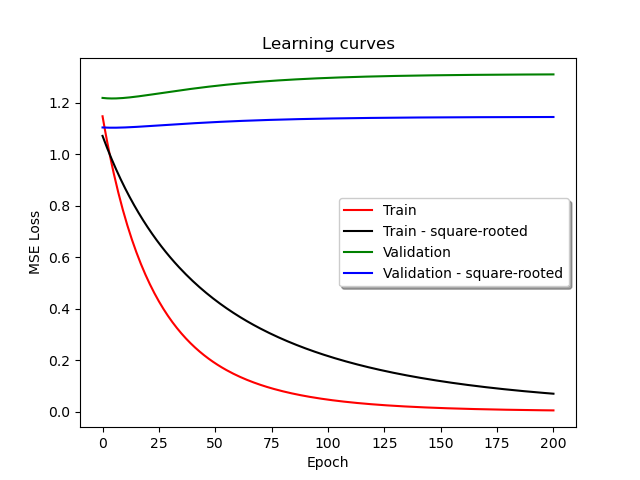 Learning curves
MSE Loss
1.2
1.0
0.8
0.6
0.4
0.2
0.0
Train
Train - square-rooted
Validation
Validation - square-rooted
0 25 50 75 100 125 150 175 200
Epoch